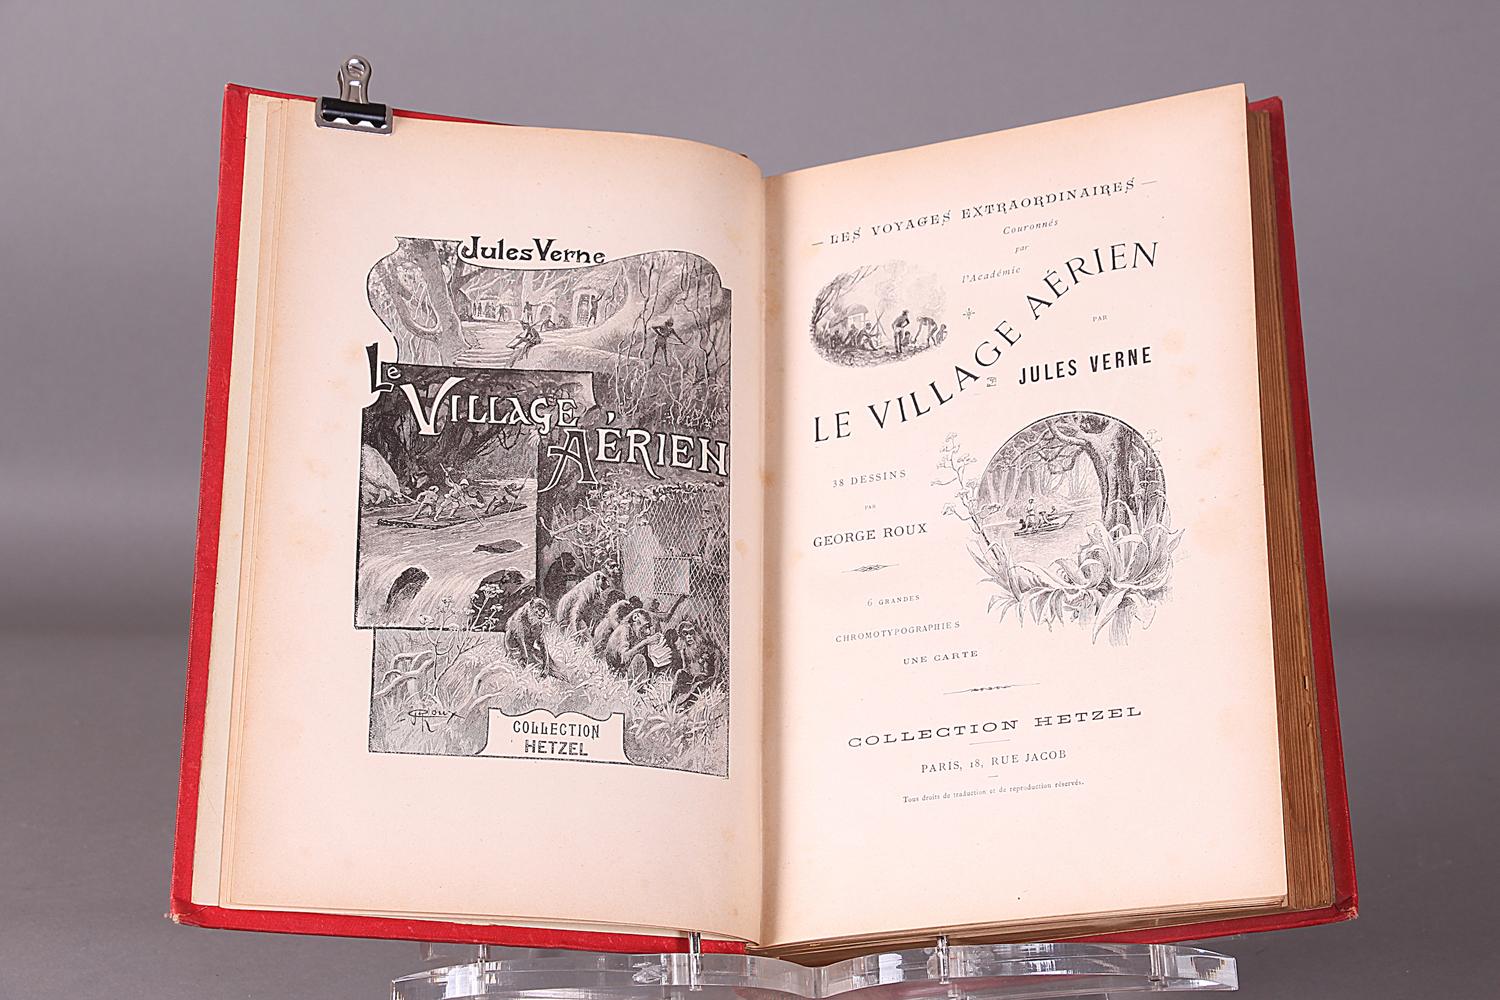 Jules Verne
Le
Village
Aérien
GRoux
COLLECTION
HETZEL
LES VOYAGES EXTRAORDINAIRES
Couronnés
par
l'Académie
LE VILLAGE AÉRIEN
PAR
JULES VERNE
38 DESSINS
PAR
GEORGE ROUX
6 GRANDES
CHROMOTYPOGRAPHIES
UNE CARTE
COLLECTION HETZEL
PARIS, 18, RUE JACOB
Tous droits de traduction et de reproduction réservés.